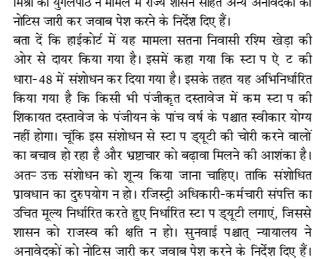 मिश्रा की युगलपीठ ने मामले में राज्य शासन सहित अन्य अनावेदकों को
नोटिस जारी कर जवाब पेश करने के निर्देश दिए हैं।
बता दें कि हाईकोर्ट में यह मामला सतना निवासी रश्मि खेड़ा की
ओर से दायर किया गया है। इसमें कहा गया कि स्टा प ऐ ट की
धारा-48 में संशोधन कर दिया गया है। इसके तहत यह अभिनिर्धारित
किया गया है कि किसी भी पंजीकृत दस्तावेज में कम स्टा प की
शिकायत दस्तावेज के पंजीयन के पांच वर्ष के पश्चात स्वीकार योग्य
नहीं होगा। चूंकि इस संशोधन से स्टा प ड्यूटी की चोरी करने वालों
का बचाव हो रहा है और भ्रष्टाचार को बढ़ावा मिलने की आशंका है।
अतः उक्त संशोधन को शून्य किया जाना चाहिए। ताकि संशोधित
प्रावधान का दुरुपयोग न हो। रजिस्ट्री अधिकारी-कर्मचारी संपत्ति का
उचित मूल्य निर्धारित करते हुए निर्धारित स्टा प ड्यूटी लगाएं, जिससे
शासन को राजस्व की क्षति न हो। सुनवाई पश्चात् न्यायालय ने
अनावेदकों को नोटिस जारी कर जवाब पेश करने के निर्देश दिए हैं।